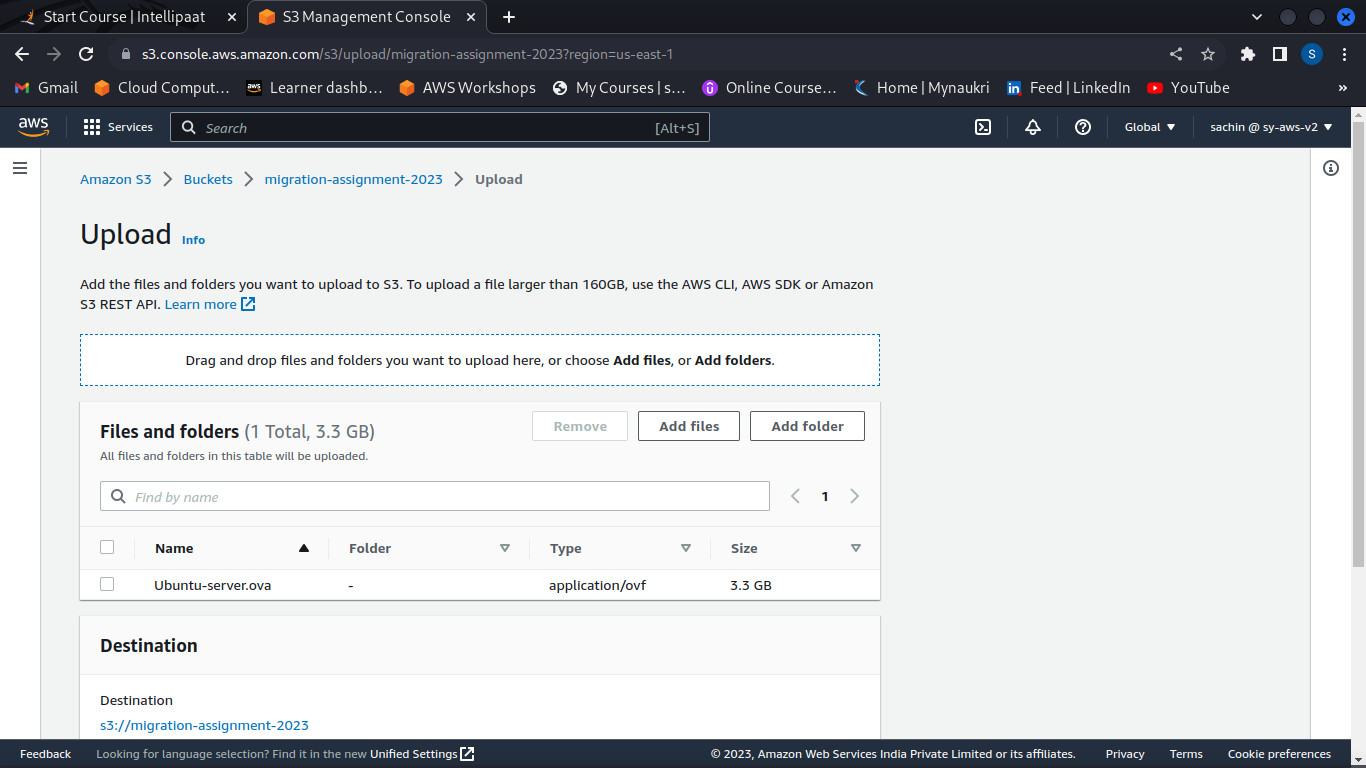 Start Course | Intellipaat
S3 Management Console
s3.console.aws.amazon.com/s3/upload/migration-assignment-2023?region=us-east-1
S
Gmail
Cloud Comput…
aws
Learner dashb…
AWS Workshops
My Courses | s…
Online Course…
Home | Mynaukri
in
Feed | LinkedIn
YouTube
»
aws
Services
Search
[Alt+S]
Global
sachin @ sy-aws-v2
Amazon S3
Buckets
migration-assignment-2023
Upload
Upload Info
Add the files and folders you want to upload to S3. To upload a file larger than 160GB, use the AWS CLI, AWS SDK or Amazon
S3 REST API. Learn more
Drag and drop files and folders you want to upload here, or choose Add files, or Add folders.
Files and folders (1 Total, 3.3 GB)
Remove
Add files
Add folder
All files and folders in this table will be uploaded.
Find by name
1
Name
Folder
Type
Size
Ubuntu-server.ova
-
application/ovf
3.3 GB
Destination
Destination
s3://migration-assignment-2023
Feedback
Looking for language selection? Find it in the new Unified Settings
© 2023, Amazon Web Services India Private Limited or its affiliates.
Privacy
Terms
Cookie preferences